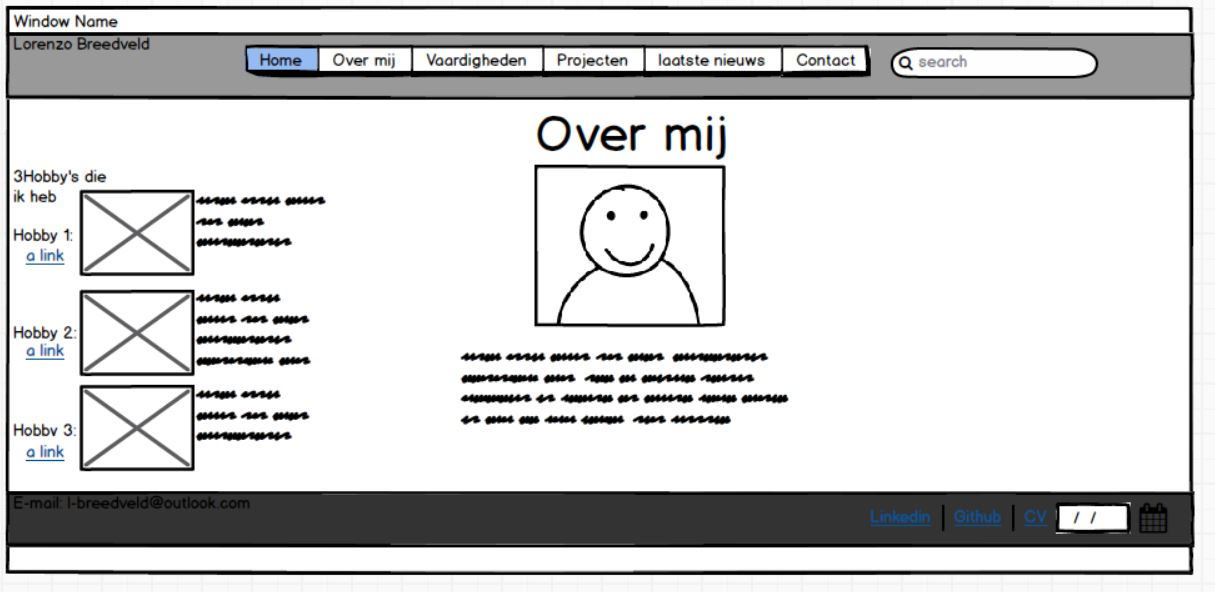 Window Name
Lorenzo Breedveld
Home Over mij Vaardigheden Projecten laatste nieuws Contact search
Over mij
3Hobby's die
ik heb
Hobby 1:
a link
Hobby 2:
a link
Hobby 3:
a link
E-mail: l-breedveld@outlook.com
Linkedin Github CV / /